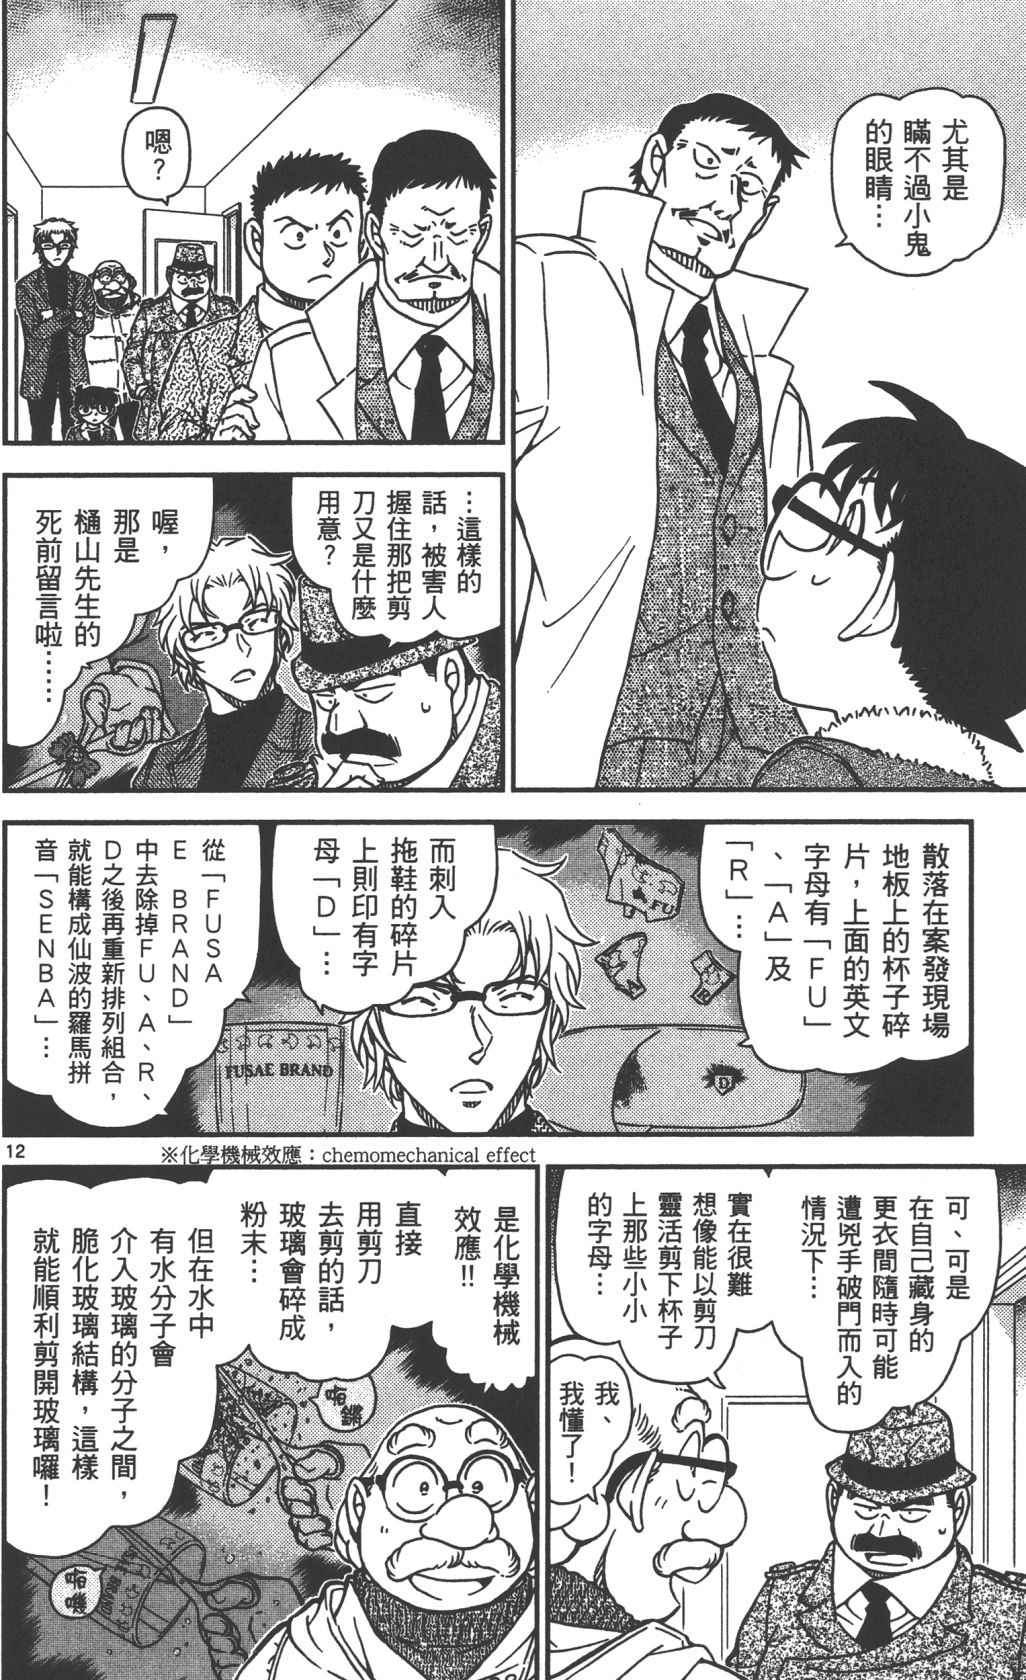 尤其是
瞞不過小鬼
的眼睛…
嗯？
…這樣的
話，被害人
握住那把剪
刀又是什麼
用意？
喔，
那是
樋山先生的
死前留言啦……
散落在案發現場
地板上的杯子碎
片，上面的英文
字母有「FU」
、「A」及
「R」…
而刺入
拖鞋的碎片
上則印有字
母「D」…
從「FUSA
E BRAND」
中去除掉FU、A、R、
D之後再重新排列組合，
就能構成仙波的羅馬拼
音「SENBA」…
FU
R
D
FUSAE BRAND
12
※化學機械效應：chemomechanical effect
可、可是
在自己藏身的
更衣間隨時可能
遭兇手破門而入的
情況下…
實在很難
想像能以剪刀
靈活剪下杯子
上那些小小
的字母…
我、
我懂了！
是化學機械
效應!!
直接
用剪刀
去剪的話，
玻璃會碎成
粉末…
但在水中
有水分子會
介入玻璃的分子之間，
脆化玻璃結構，這樣
就能順利剪開玻璃囉！